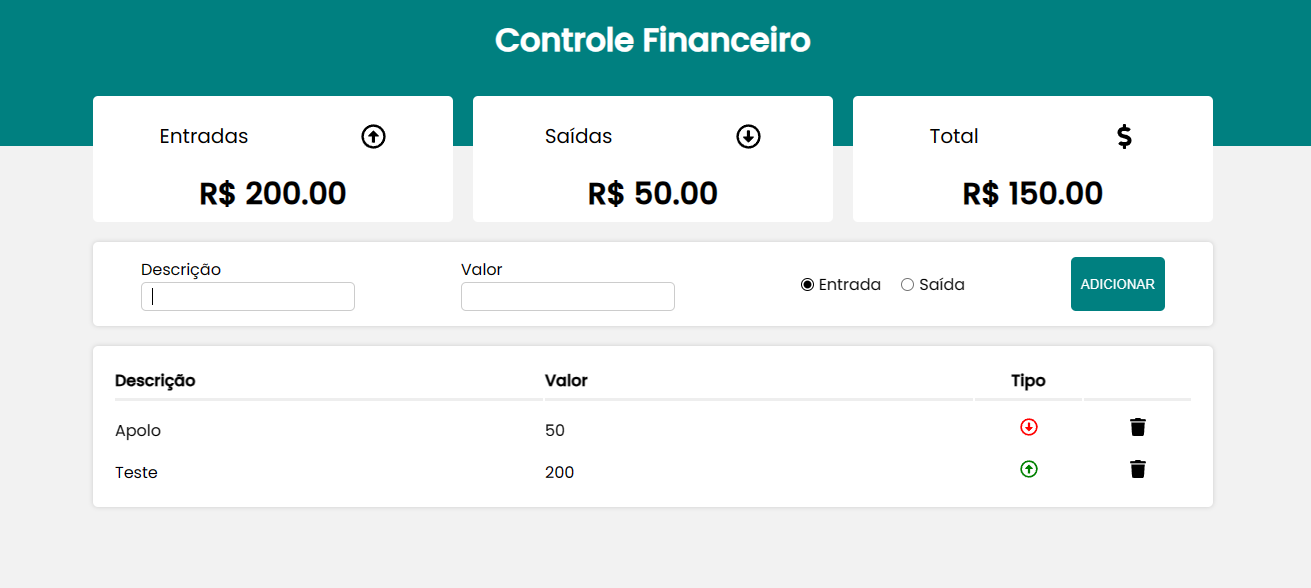 Controle Financeiro
Entradas
R$ 200.00
Saídas
R$ 50.00
Total
R$ 150.00
Descrição
Valor
Entrada
Saída
ADICIONAR
Descrição Valor Tipo
Apolo 50
Teste 200